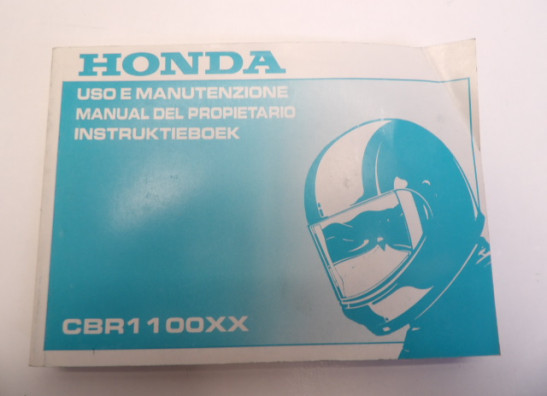 HONDA
USO E MANUTENZIONE
MANUAL DEL PROPIETARIO
INSTRUKTIEBOEK
CBR1100XX